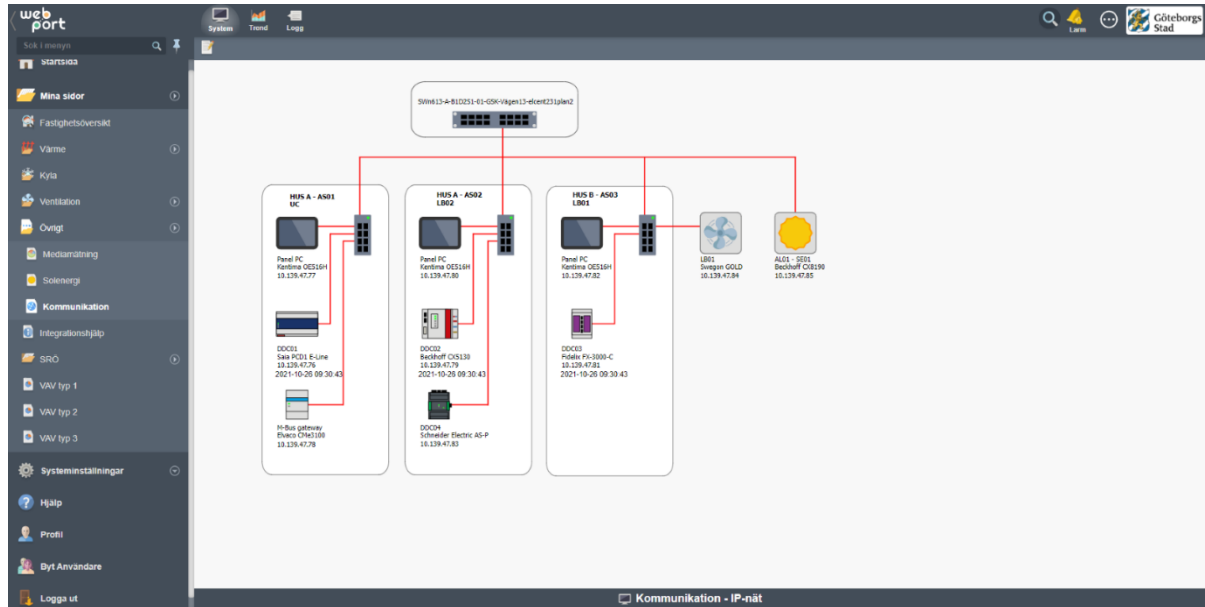 web
port
Sök i menyn
Startsida
Mina sidor
Fastighetsöversikt
Värme
Kyla
Ventilation
Övrigt
Mediamätning
Solenergi
Kommunikation
Integrationshjälp
SRÖ
VAV typ 1
VAV typ 2
VAV typ 3
Systeminställningar
Hjälp
Profil
Byt Användare
Logga ut
System
Trend
Logg
Larm
Göteborgs
Stad
HUS A - AS01
UC
Panel PC
Kentima OE516H
10.139.47.77
DDC01
Saia PCD1 E-Line
10.139.47.76
2021-10-26 09:30:43
M-Bus gateway
Elvaco CMe3100
10.139.47.78
HUS A - AS02
LB02
Panel PC
Kentima OE516H
10.139.47.80
DDC02
Beckhoff CX5130
10.139.47.79
2021-10-26 09:30:43
DDC04
Schneider Electric AS-P
10.139.47.83
HUS B - AS03
LB01
Panel PC
Kentima OE516H
10.139.47.82
DDC03
Fidelix FX-3000-C
10.139.47.81
2021-10-26 09:30:43
LB01
Swegon GOLD
10.139.47.84
AL01 - SE01
Beckhoff CX8190
10.139.47.85
Kommunikation - IP-nät